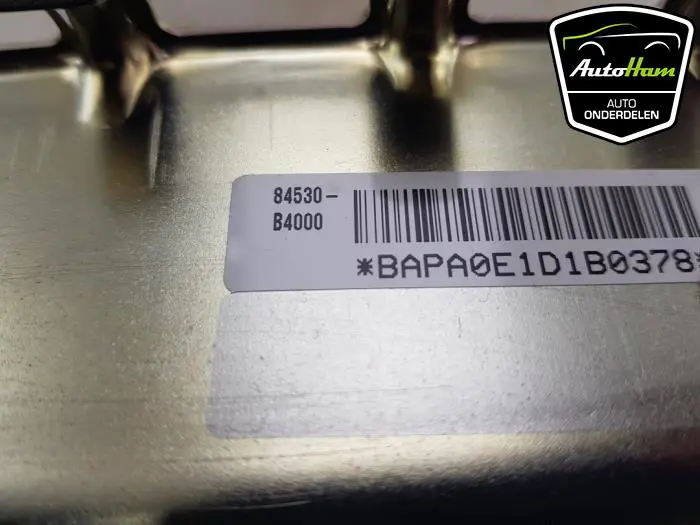 AutoHam
AUTO
ONDERDELEN
84530-
B4000
*BAPA0E1D1B0378*